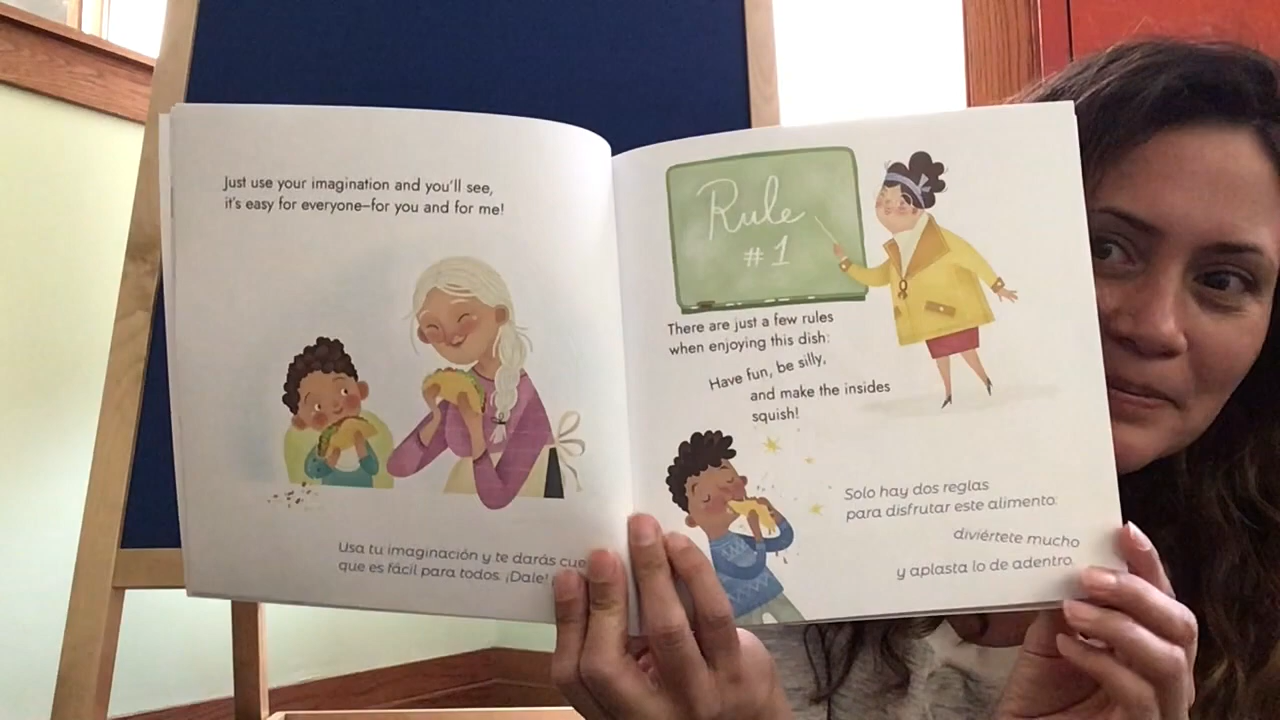 Just use your imagination and you'll see,
it's easy for everyone—for you and for me!
Usa tu imaginación y te darás
que es fácil para todos. ¡Dale!
Rule
#1
There are just a few rules
when enjoying this dish:
Have fun, be silly,
and make the insides
squish!
Solo hay dos reglas
para disfrutar este alimento:
diviértete mucho
y aplasta lo de adentro.